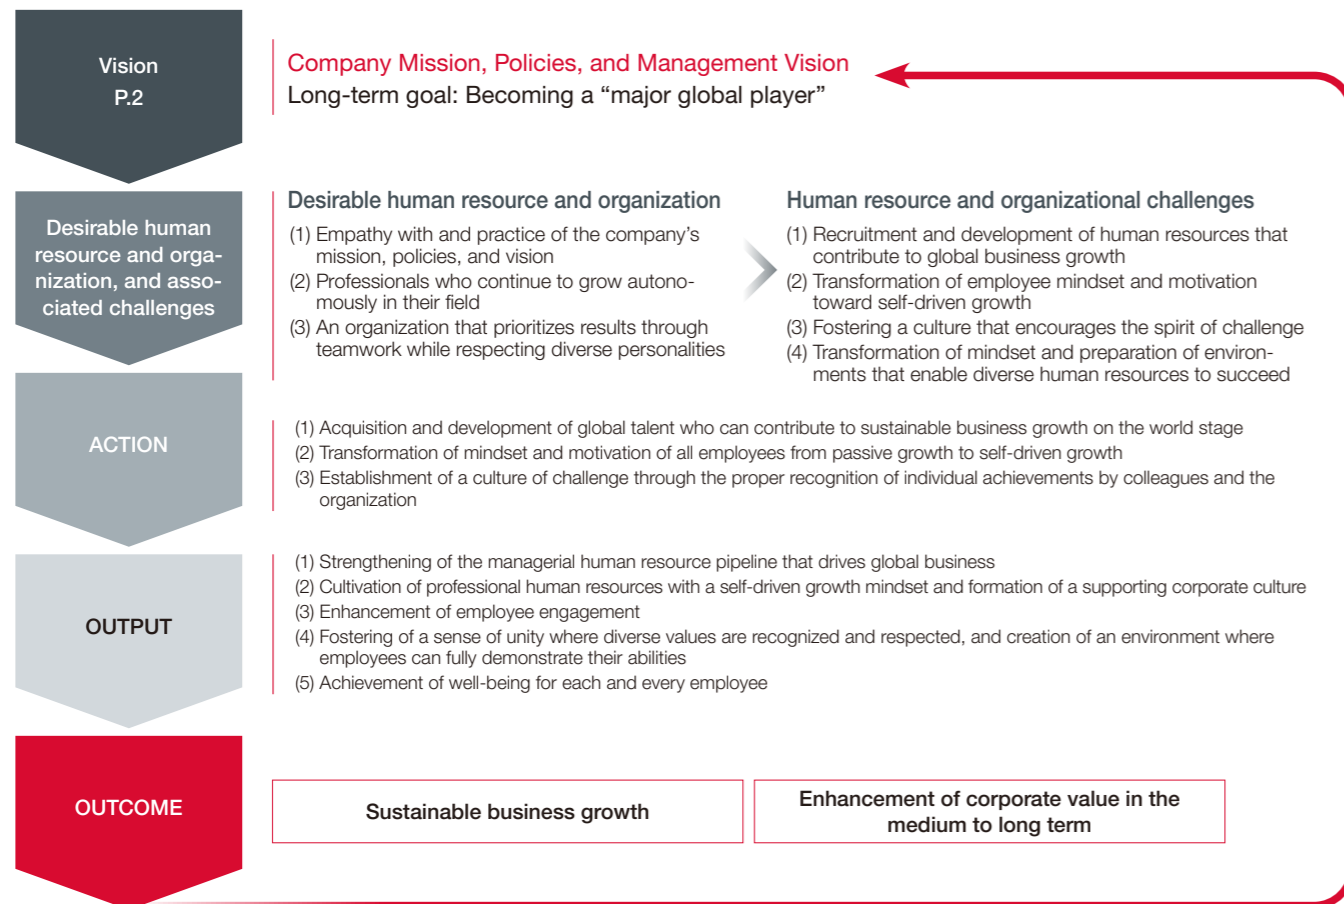 Vision
P.2
Company Mission, Policies, and Management Vision
Long-term goal: Becoming a “major global player”
Desirable human
resource and orga-
nization, and asso-
ciated challenges
Desirable human resource and organization
(1) Empathy with and practice of the company’s
mission, policies, and vision
(2) Professionals who continue to grow autono-
mously in their field
(3) An organization that prioritizes results through
teamwork while respecting diverse personalities
Human resource and organizational challenges
(1) Recruitment and development of human resources that
contribute to global business growth
(2) Transformation of employee mindset and motivation
toward self-driven growth
(3) Fostering a culture that encourages the spirit of challenge
(4) Transformation of mindset and preparation of environ-
ments that enable diverse human resources to succeed
ACTION
(1) Acquisition and development of global talent who can contribute to sustainable business growth on the world stage
(2) Transformation of mindset and motivation of all employees from passive growth to self-driven growth
(3) Establishment of a culture of challenge through the proper recognition of individual achievements by colleagues and the
organization
OUTPUT
(1) Strengthening of the managerial human resource pipeline that drives global business
(2) Cultivation of professional human resources with a self-driven growth mindset and formation of a supporting corporate culture
(3) Enhancement of employee engagement
(4) Fostering of a sense of unity where diverse values are recognized and respected, and creation of an environment where
employees can fully demonstrate their abilities
(5) Achievement of well-being for each and every employee
OUTCOME
Sustainable business growth
Enhancement of corporate value in the
medium to long term